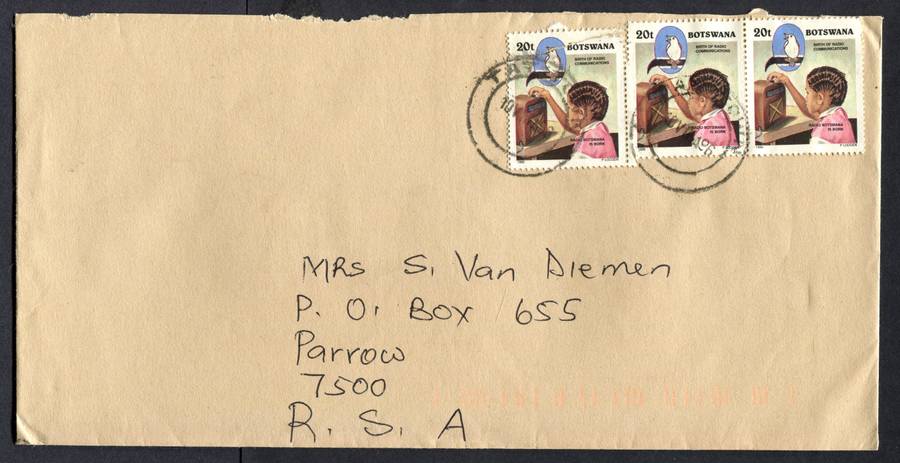 20t BOTSWANA
BIRTH OF RADIO
COMMUNICATIONS
RADIO BOTSWANA
IS BORN
20t BOTSWANA
BIRTH OF RADIO
COMMUNICATIONS
RADIO BOTSWANA
IS BORN
20t BOTSWANA
BIRTH OF RADIO
COMMUNICATIONS
RADIO BOTSWANA
IS BORN
MRS S. Van Diemen
P. O. Box 655
Parrow
7500
R. S. A